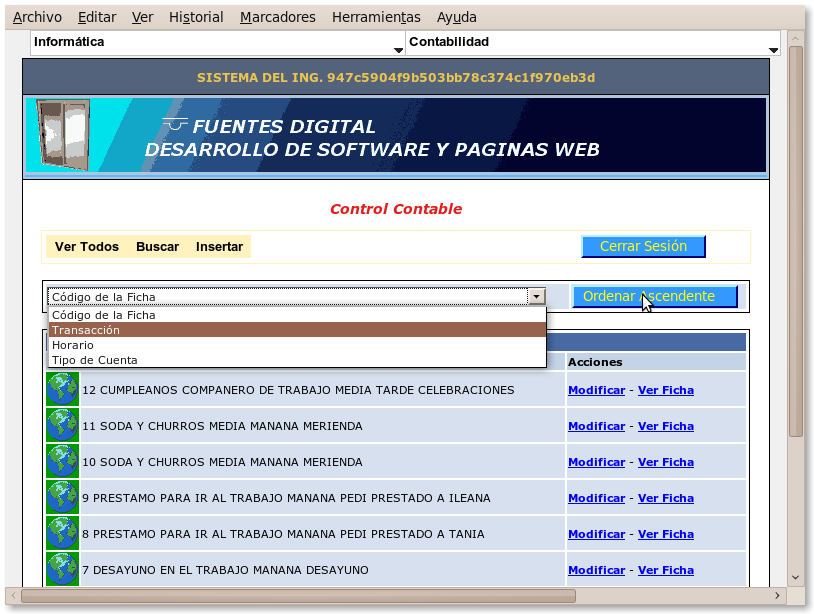 Archivo Editar Ver Historial Marcadores Herramientas Ayuda
Informática Contabilidad
SISTEMA DEL ING. 947c5904f9b503bb78c374c1f970eb3d
FUENTES DIGITAL
DESARROLLO DE SOFTWARE Y PAGINAS WEB
Control Contable
Ver Todos Buscar Insertar Cerrar Sesión
Código de la Ficha Ordenar Ascendente
Código de la Ficha
Transacción
Horario
Tipo de Cuenta
Acciones
12 CUMPLEANOS COMPANERO DE TRABAJO MEDIA TARDE CELEBRACIONES Modificar - Ver Ficha
11 SODA Y CHURROS MEDIA MANANA MERIENDA Modificar - Ver Ficha
10 SODA Y CHURROS MEDIA MANANA MERIENDA Modificar - Ver Ficha
9 PRESTAMO PARA IR AL TRABAJO MANANA PEDI PRESTADO A ILEANA Modificar - Ver Ficha
8 PRESTAMO PARA IR AL TRABAJO MANANA PEDI PRESTADO A TANIA Modificar - Ver Ficha
7 DESAYUNO EN EL TRABAJO MANANA DESAYUNO Modificar - Ver Ficha